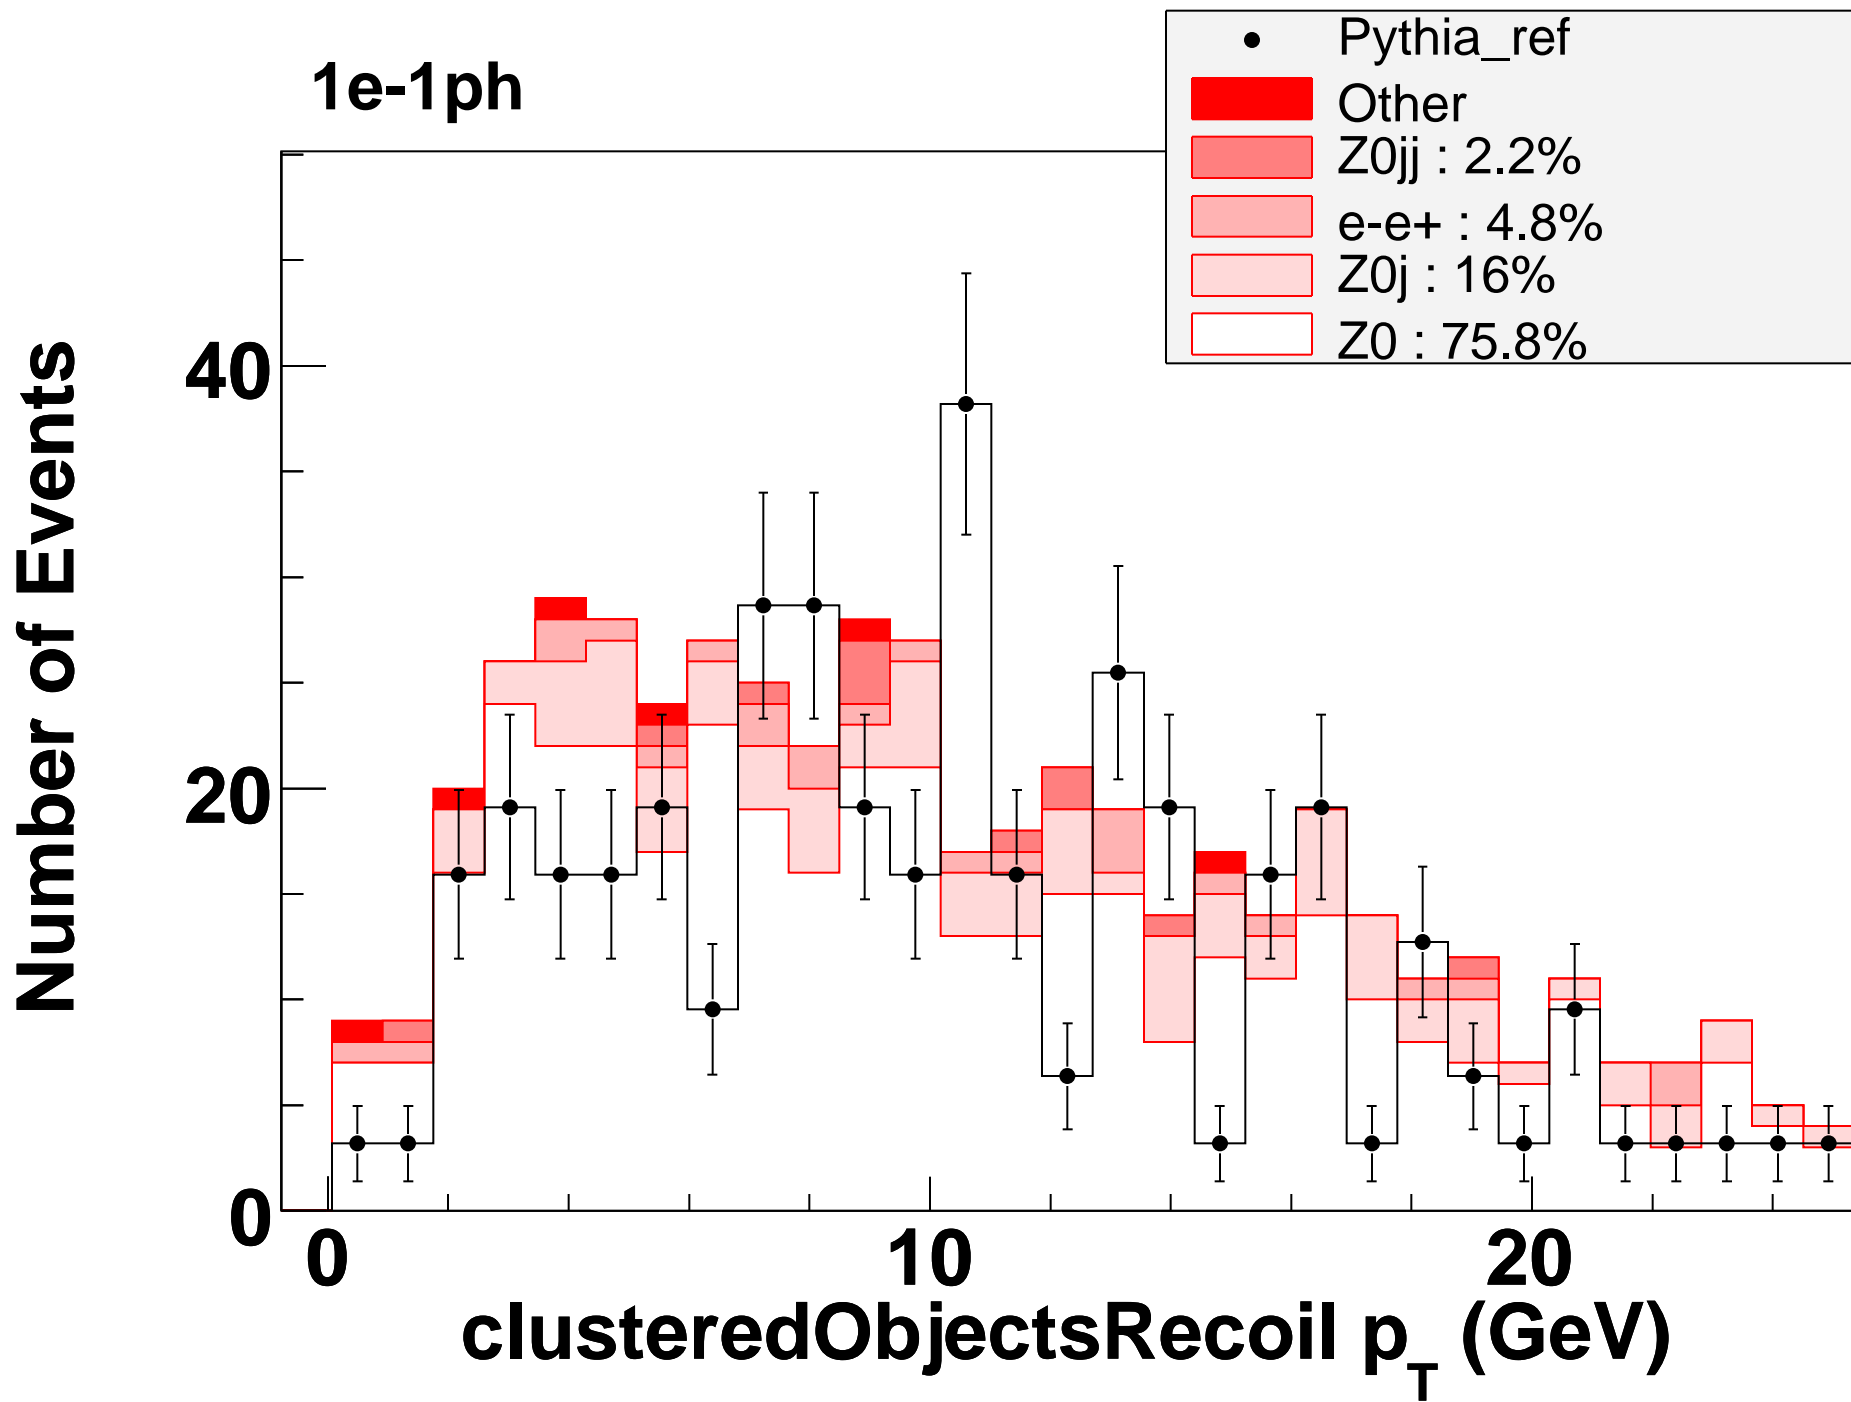 1e-1ph
Pythia_ref
Other
Z0jj : 2.2%
e-e+ : 4.8%
Z0j : 16%
Z0 : 75.8%
Number of Events
40
20
0
0 10 20
clusteredObjectsRecoil p_T (GeV)